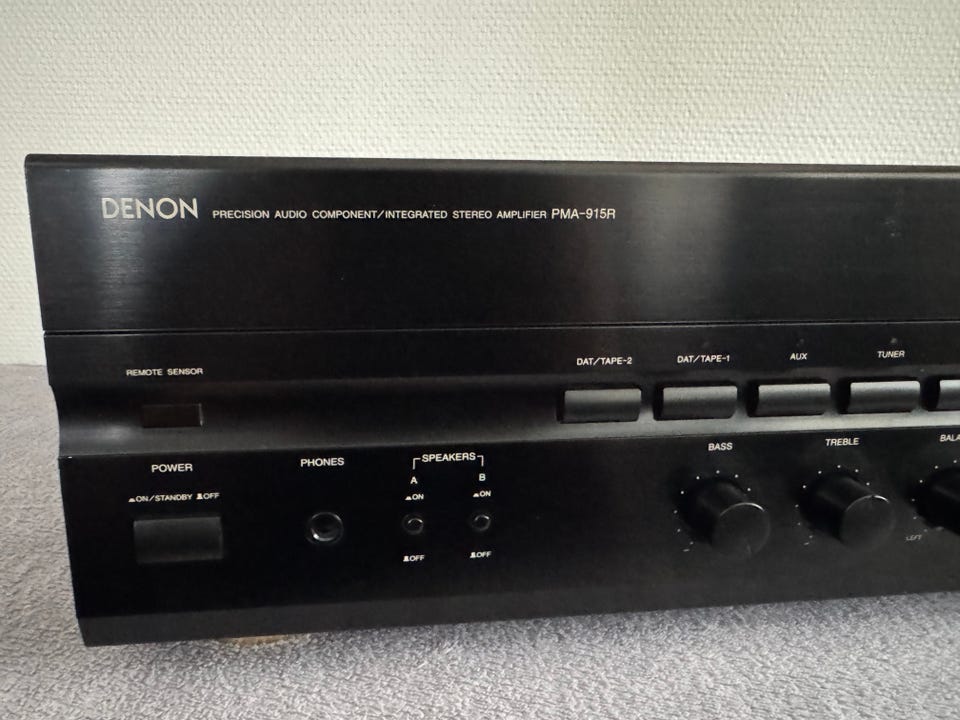 DENON PRECISION AUDIO COMPONENT/INTEGRATED STEREO AMPLIFIER PMA-915R
DAT/TAPE-2 DAT/TAPE-1 AUX TUNER
REMOTE SENSOR
BASS TREBLE BALA
POWER PHONES SPEAKERS
A B
ON/STANDBY OFF ON ON
LEFT
OFF OFF